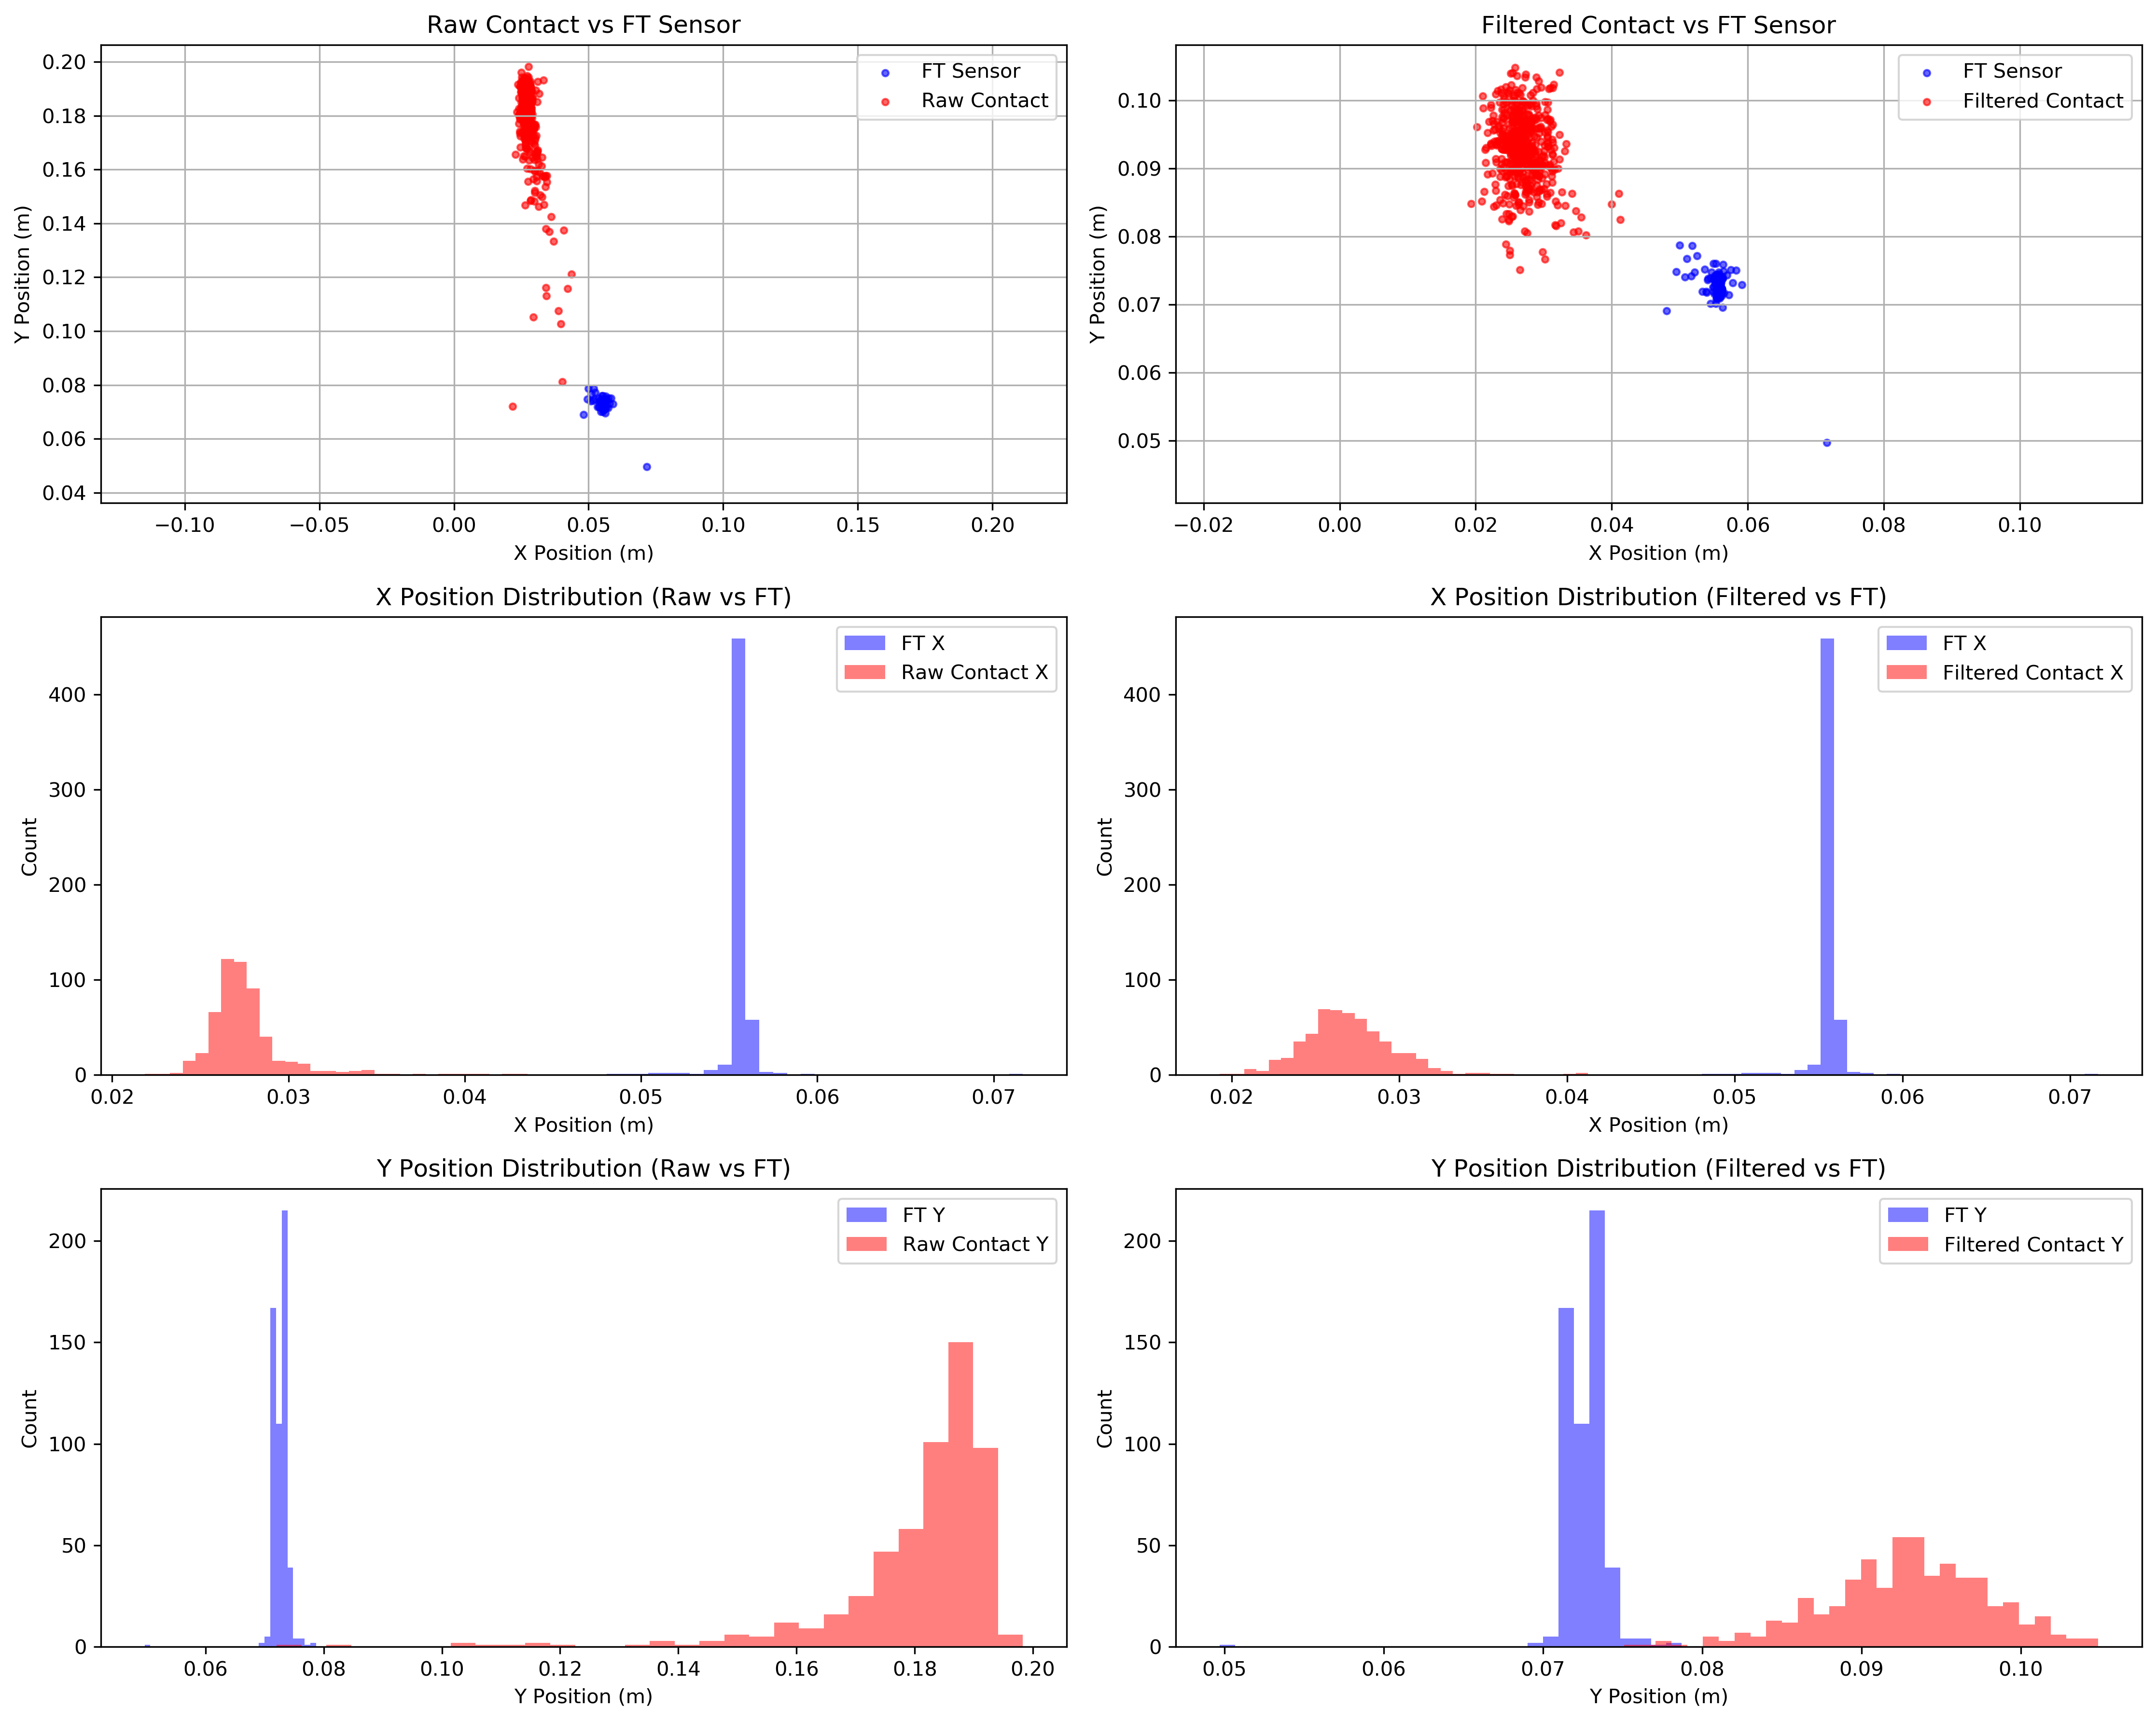 Raw Contact vs FT Sensor
0.20
0.18
0.16
0.14
0.12
0.10
0.08
0.06
0.04
Y Position (m)
FT Sensor
Raw Contact
−0.10 −0.05 0.00 0.05 0.10 0.15 0.20
X Position (m)
Filtered Contact vs FT Sensor
0.10
0.09
0.08
0.07
0.06
0.05
Y Position (m)
FT Sensor
Filtered Contact
−0.02 0.00 0.02 0.04 0.06 0.08 0.10
X Position (m)
X Position Distribution (Raw vs FT)
400
300
200
100
0
Count
FT X
Raw Contact X
0.02 0.03 0.04 0.05 0.06 0.07
X Position (m)
X Position Distribution (Filtered vs FT)
400
300
200
100
0
Count
FT X
Filtered Contact X
0.02 0.03 0.04 0.05 0.06 0.07
X Position (m)
Y Position Distribution (Raw vs FT)
200
150
100
50
0
Count
FT Y
Raw Contact Y
0.06 0.08 0.10 0.12 0.14 0.16 0.18 0.20
Y Position (m)
Y Position Distribution (Filtered vs FT)
200
150
100
50
0
Count
FT Y
Filtered Contact Y
0.05 0.06 0.07 0.08 0.09 0.10
Y Position (m)